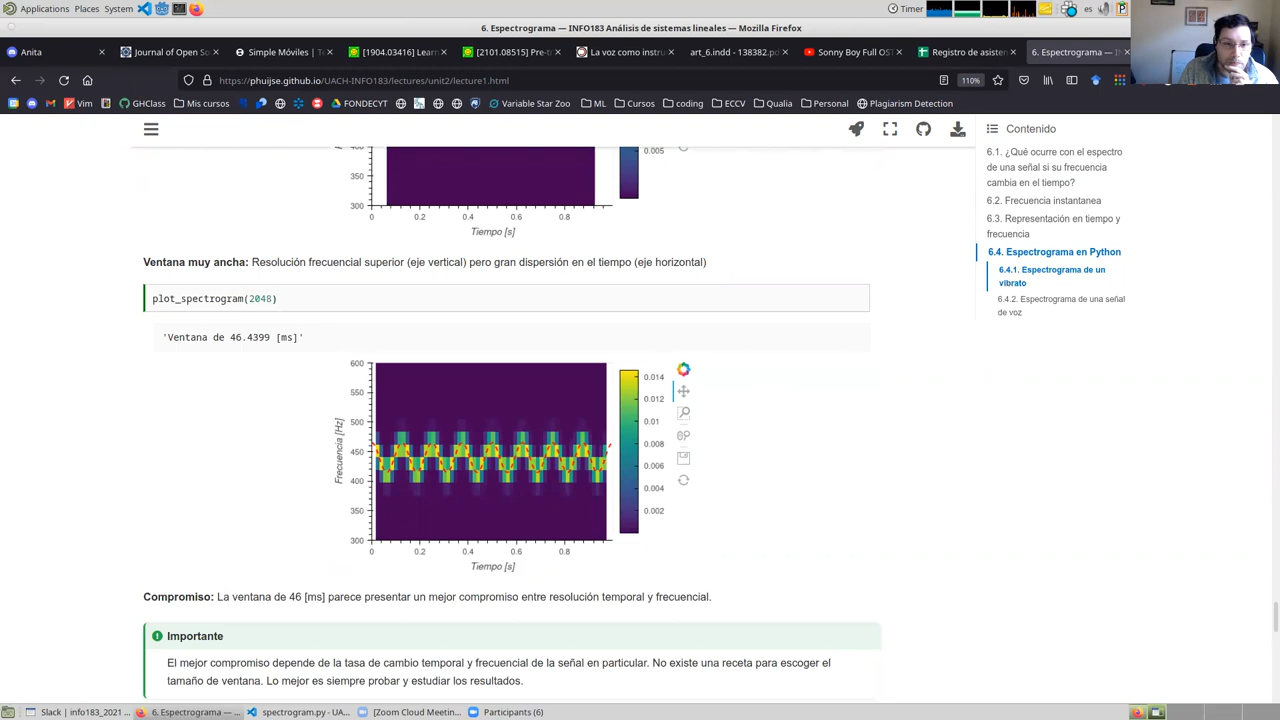 Applications Places System
Timer
es
6. Espectrograma — INFO183 Análisis de sistemas lineales — Mozilla Firefox
Anita
Journal of Open So
Simple Móviles | Tu
[1904.03416] Learn
[2101.08515] Pre-b
La voz como instru
art_6.indd - 138382.pd
Sonny Boy Full OST
Registro de asisten
6. Espectrograma — IN
https://phuijse.github.io/UACH-INFO183/lectures/unit2/lecture1.html
110%
Vim
GHClass
Mis cursos
FONDECYT
Variable Star Zoo
ML
Cursos
coding
ECCV
Qualia
Personal
Plagiarism Detection
Contenido
6.1. ¿Qué ocurre con el espectro
de una señal si su frecuencia
cambia en el tiempo?
6.2. Frecuencia instantanea
6.3. Representación en tiempo y
frecuencia
6.4. Espectrograma en Python
6.4.1. Espectrograma de un
vibrato
6.4.2. Espectrograma de una señal
de voz
400
350
300
0 0.2 0.4 0.6 0.8
Tiempo [s]
0.005
Ventana muy ancha: Resolución frecuencial superior (eje vertical) pero gran dispersión en el tiempo (eje horizontal)
plot_spectrogram(2048)
'Ventana de 46.4399 [ms]'
600
550
500
450
400
350
300
Frecuencia [Hz]
0 0.2 0.4 0.6 0.8
Tiempo [s]
0.014
0.012
0.01
0.008
0.006
0.004
0.002
Compromiso: La ventana de 46 [ms] parece presentar un mejor compromiso entre resolución temporal y frecuencial.
Importante
El mejor compromiso depende de la tasa de cambio temporal y frecuencial de la señal en particular. No existe una receta para escoger el
tamaño de ventana. Lo mejor es siempre probar y estudiar los resultados.
Slack | info183_2021 ...
6. Espectrograma — ...
spectrogram.py - UA...
[Zoom Cloud Meetin...
Participants (6)